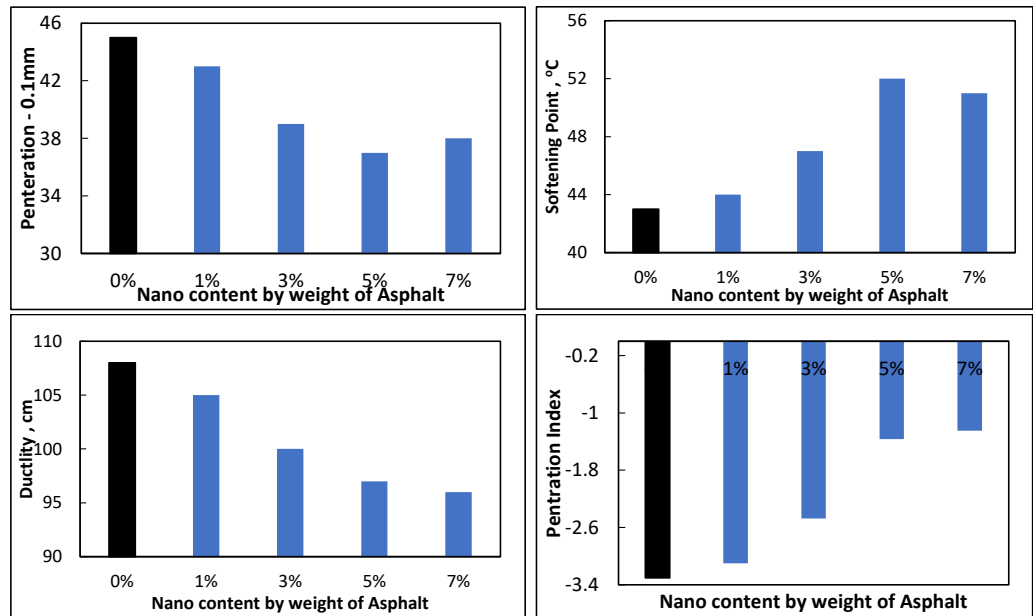 Penteration - 0.1mm
46
42
38
34
30
0% 1% 3% 5% 7%
Nano content by weight of Asphalt
Softening Point , °C
56
52
48
44
40
0% 1% 3% 5% 7%
Nano content by weight of Asphalt
Ductlity , cm
110
105
100
95
90
0% 1% 3% 5% 7%
Nano content by weight of Asphalt
Pentration Index
-0.2
-1
-1.8
-2.6
-3.4
1% 3% 5% 7%
Nano content by weight of Asphalt